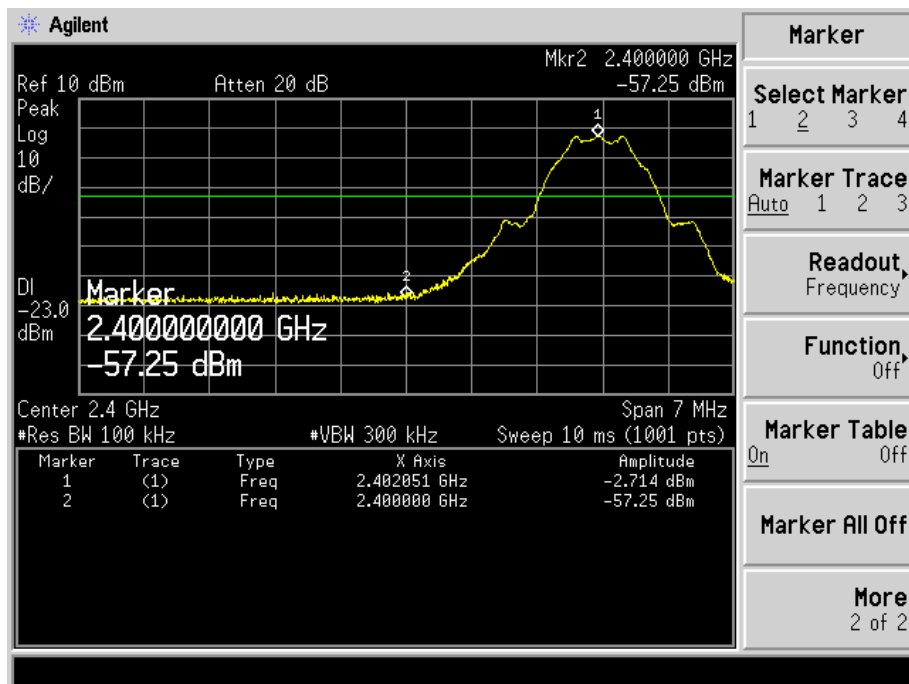 Agilent
Marker
Mkr2 2.400000 GHz
Ref 10 dBm Atten 20 dB -57.25 dBm
Peak
Log
10
dB/
1
2
DI
-23.0
dBm
Marker
2.400000000 GHz
-57.25 dBm
Center 2.4 GHz Span 7 MHz
#Res BW 100 kHz #VBW 300 kHz Sweep 10 ms (1001 pts)
Marker Trace Type X Axis Amplitude
1 (1) Freq 2.402051 GHz -2.714 dBm
2 (1) Freq 2.400000 GHz -57.25 dBm
Select Marker
1 2 3 4
Marker Trace
Auto 1 2 3
Readout
Frequency
Function
Off
Marker Table
On Off
Marker All Off
More
2 of 2